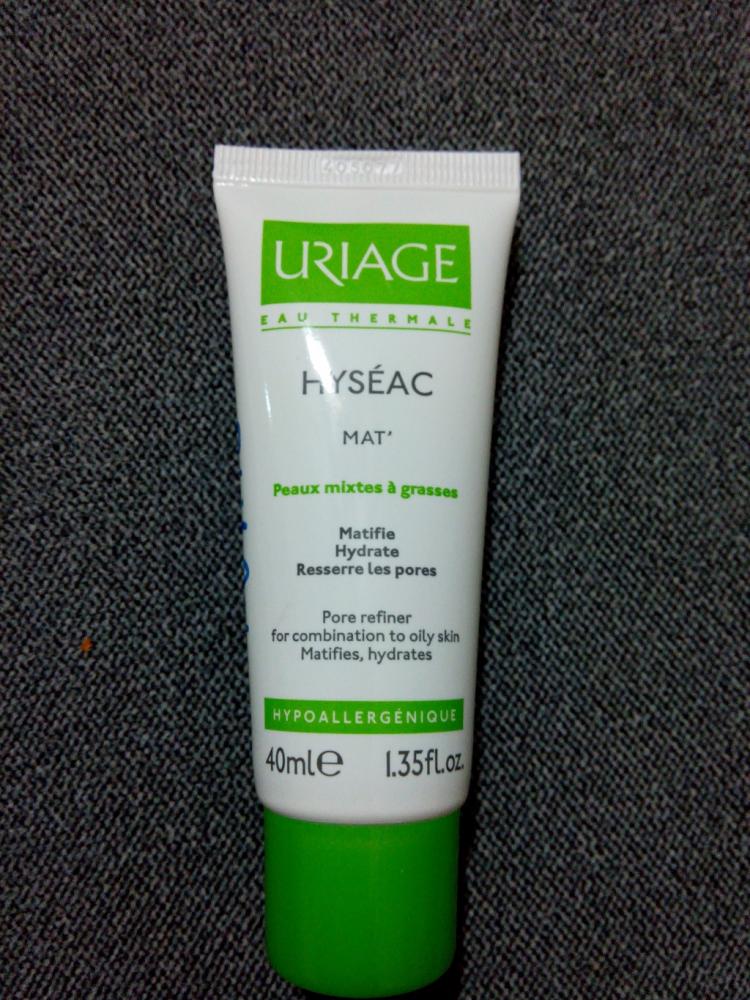 URIAGE
EAU THERMALE
HYSÉAC
MAT'
Peaux mixtes à grasses
Matifie
Hydrate
Resserre les pores
Pore refiner
for combination to oily skin
Matifies, hydrates
HYPOALLERGÉNIQUE
40ml℮ 1.35fl.oz.